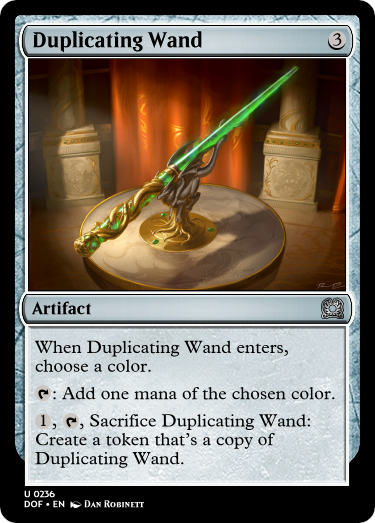 Duplicating Wand 3
Artifact
When Duplicating Wand enters,
choose a color.
: Add one mana of the chosen color.
1, , Sacrifice Duplicating Wand:
Create a token that's a copy of
Duplicating Wand.
U 0236
DOF • EN Dan Robinett